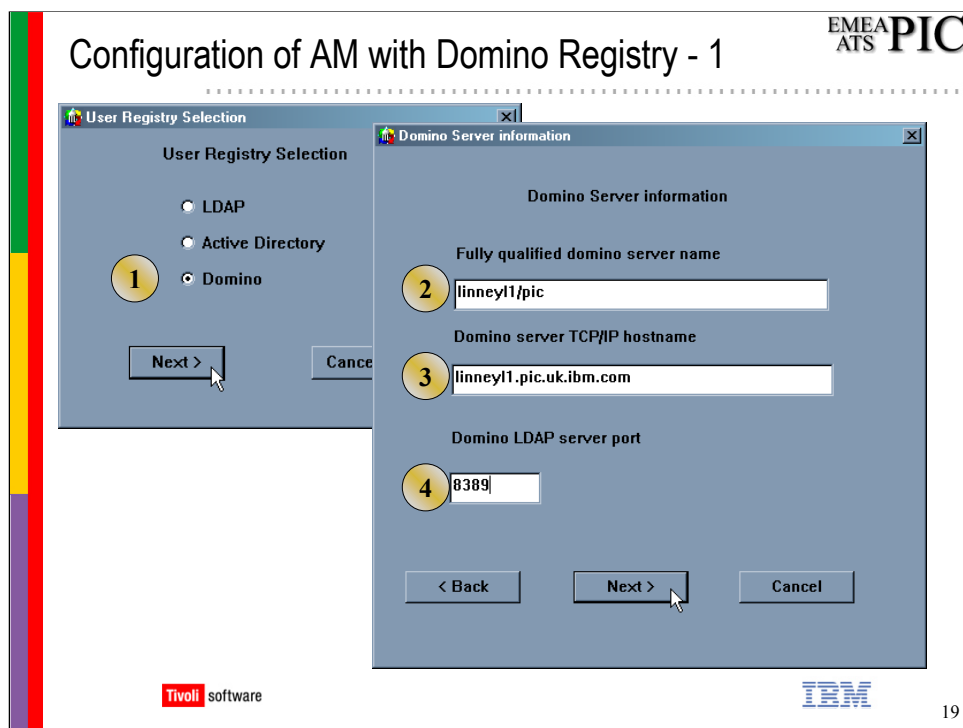 EMEA
ATS PIC
Configuration of AM with Domino Registry - 1
User Registry Selection
User Registry Selection
LDAP
Active Directory
1
Domino
Next >
Cance
Domino Server information
Domino Server information
Fully qualified domino server name
2
linneyl1/pic
Domino server TCP/IP hostname
3
linneyl1.pic.uk.ibm.com
Domino LDAP server port
4
8389
< Back
Next >
Cancel
Tivoli software
IBM
19